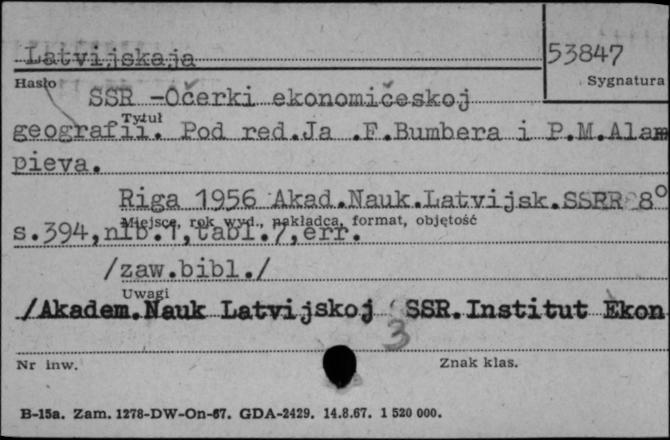 Latvijskaja
53847
Hasło
Sygnatura
SSR -Očerki ekonomičeskoj
Tytuł
geografii. Pod red.Ja .F.Bumbera i P.M.Alam
pieva.
Riga 1956 Akad.Nauk.Latvijsk.SSRR 8°
Miejsce, rok wyd., nakładca, format, objętość
s.394,nlb.1,tabl.7,err.
/zaw.bibl./
Uwagi
/Akadem.Nauk Latvijskoj SSR.Institut Ekon
3
Nr inw.
Znak klas.
B-15a. Zam. 1278-DW-On-67. GDA-2429. 14.8.67. 1 520 000.